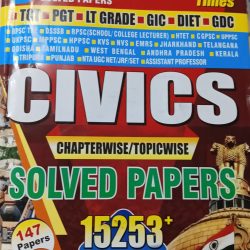 SOLVED PAPERS
Times
TGT ▪ PGT ▪ LT GRADE ▪ GIC ▪ DIET ▪ GDC
DSSSB ▪ RPSC (SCHOOL/COLLEGE LECTURER) ▪ HTET ▪ CGPSC ▪ UPPSC
▪ UKPSC ▪ MPPSC ▪ HPPSC ▪ KVS ▪ NVS ▪ EMRS ▪ JHARKHAND ▪ TELANGANA
▪ ODISHA ▪ TAMILNADU ▪ WEST BENGAL ▪ ANDHRA PRADESH ▪ KERALA
▪ TRIPURA ▪ PUNJAB ▪ NTA UGC NET/JRF/SET ▪ ASSISTANT PROFESSOR
CIVICS
CHAPTERWISE/TOPICWISE
SOLVED PAPERS
147
Papers
15253+